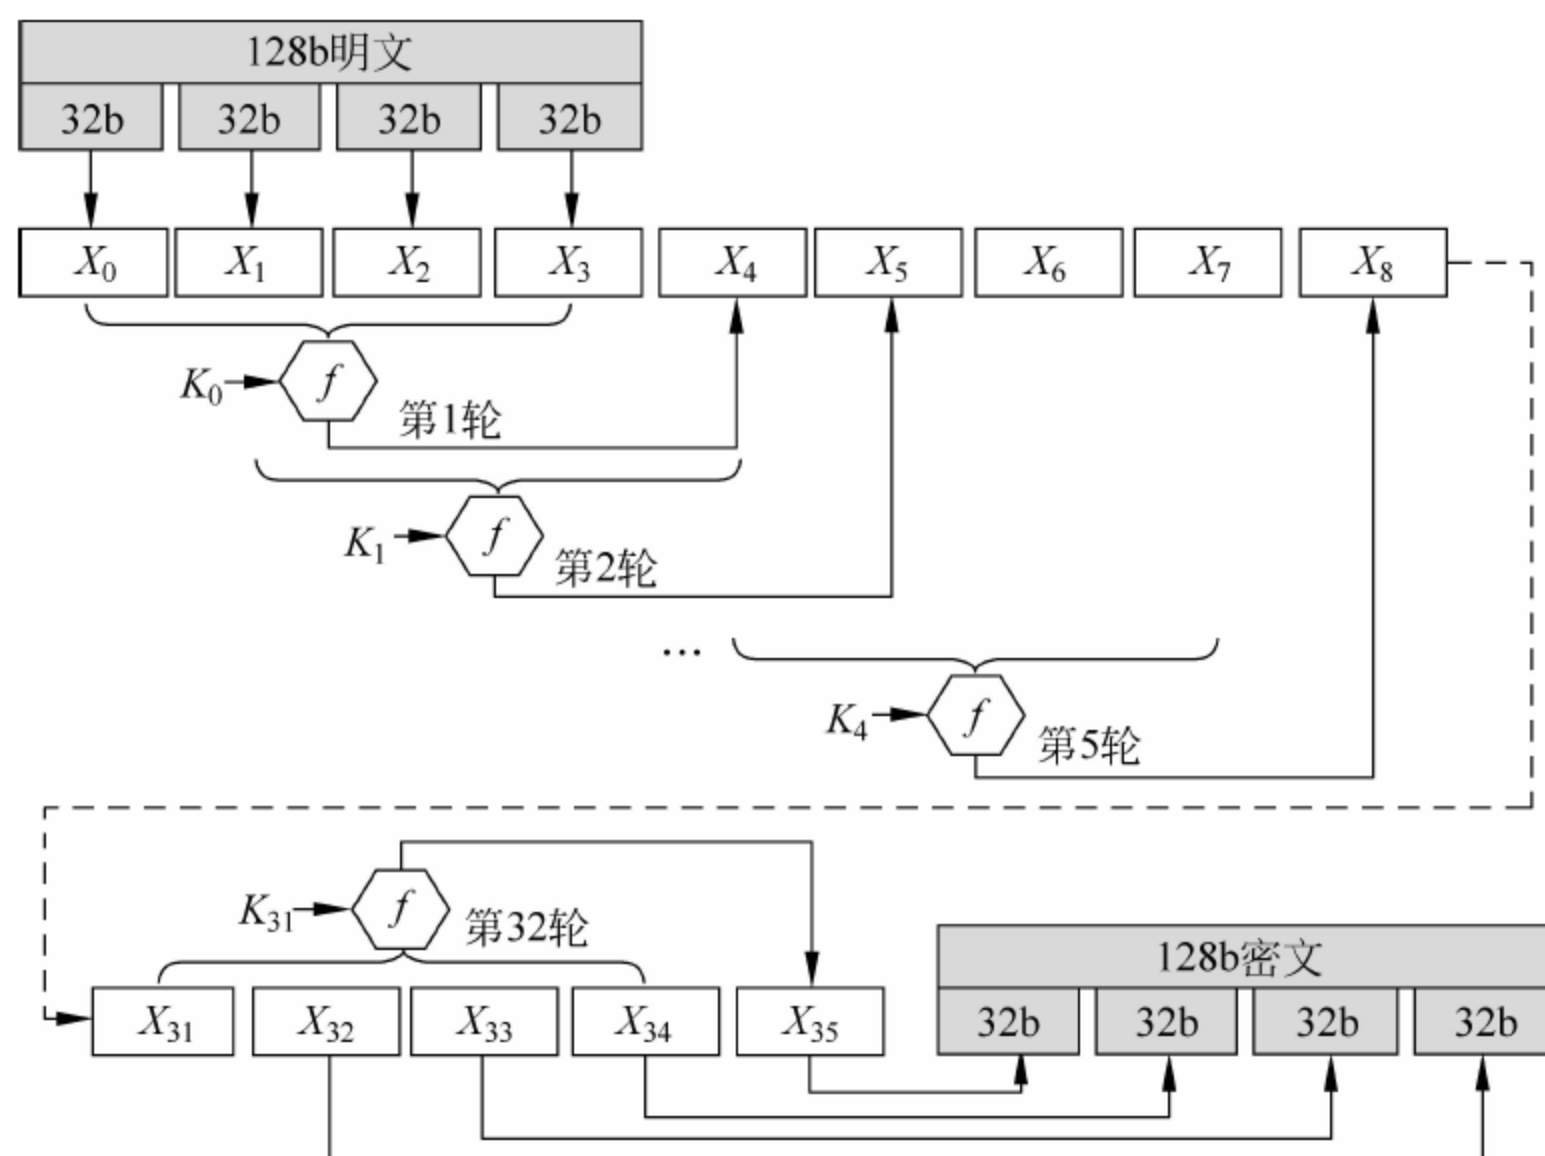 128b明文
32b 32b 32b 32b
X₀ X₁ X₂ X₃ X₄ X₅ X₆ X₇ X₈
K₀ f
第1轮
K₁ f
第2轮
...
K₄ f
第5轮
K₃₁ f
第32轮
128b密文
X₃₁ X₃₂ X₃₃ X₃₄ X₃₅ 32b 32b 32b 32b